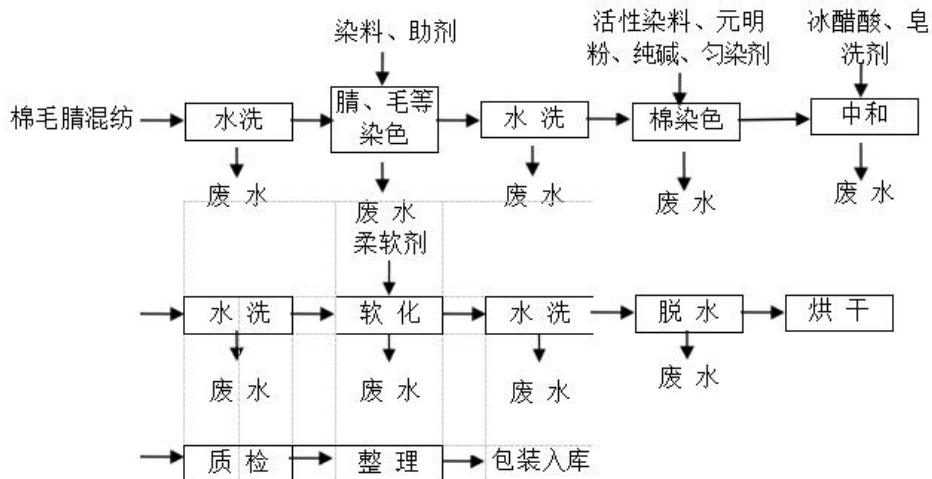 染料、助剂
活性染料、元明
粉、纯碱、匀染剂
冰醋酸、皂
洗剂
棉毛腈混纺
水洗
腈、毛等
染色
水 洗
棉染色
中和
废 水
废 水
废 水
废 水
废 水
柔软剂
水 洗
软 化
水 洗
脱 水
烘 干
废 水
废 水
废 水
废 水
质 检
整 理
包装入库